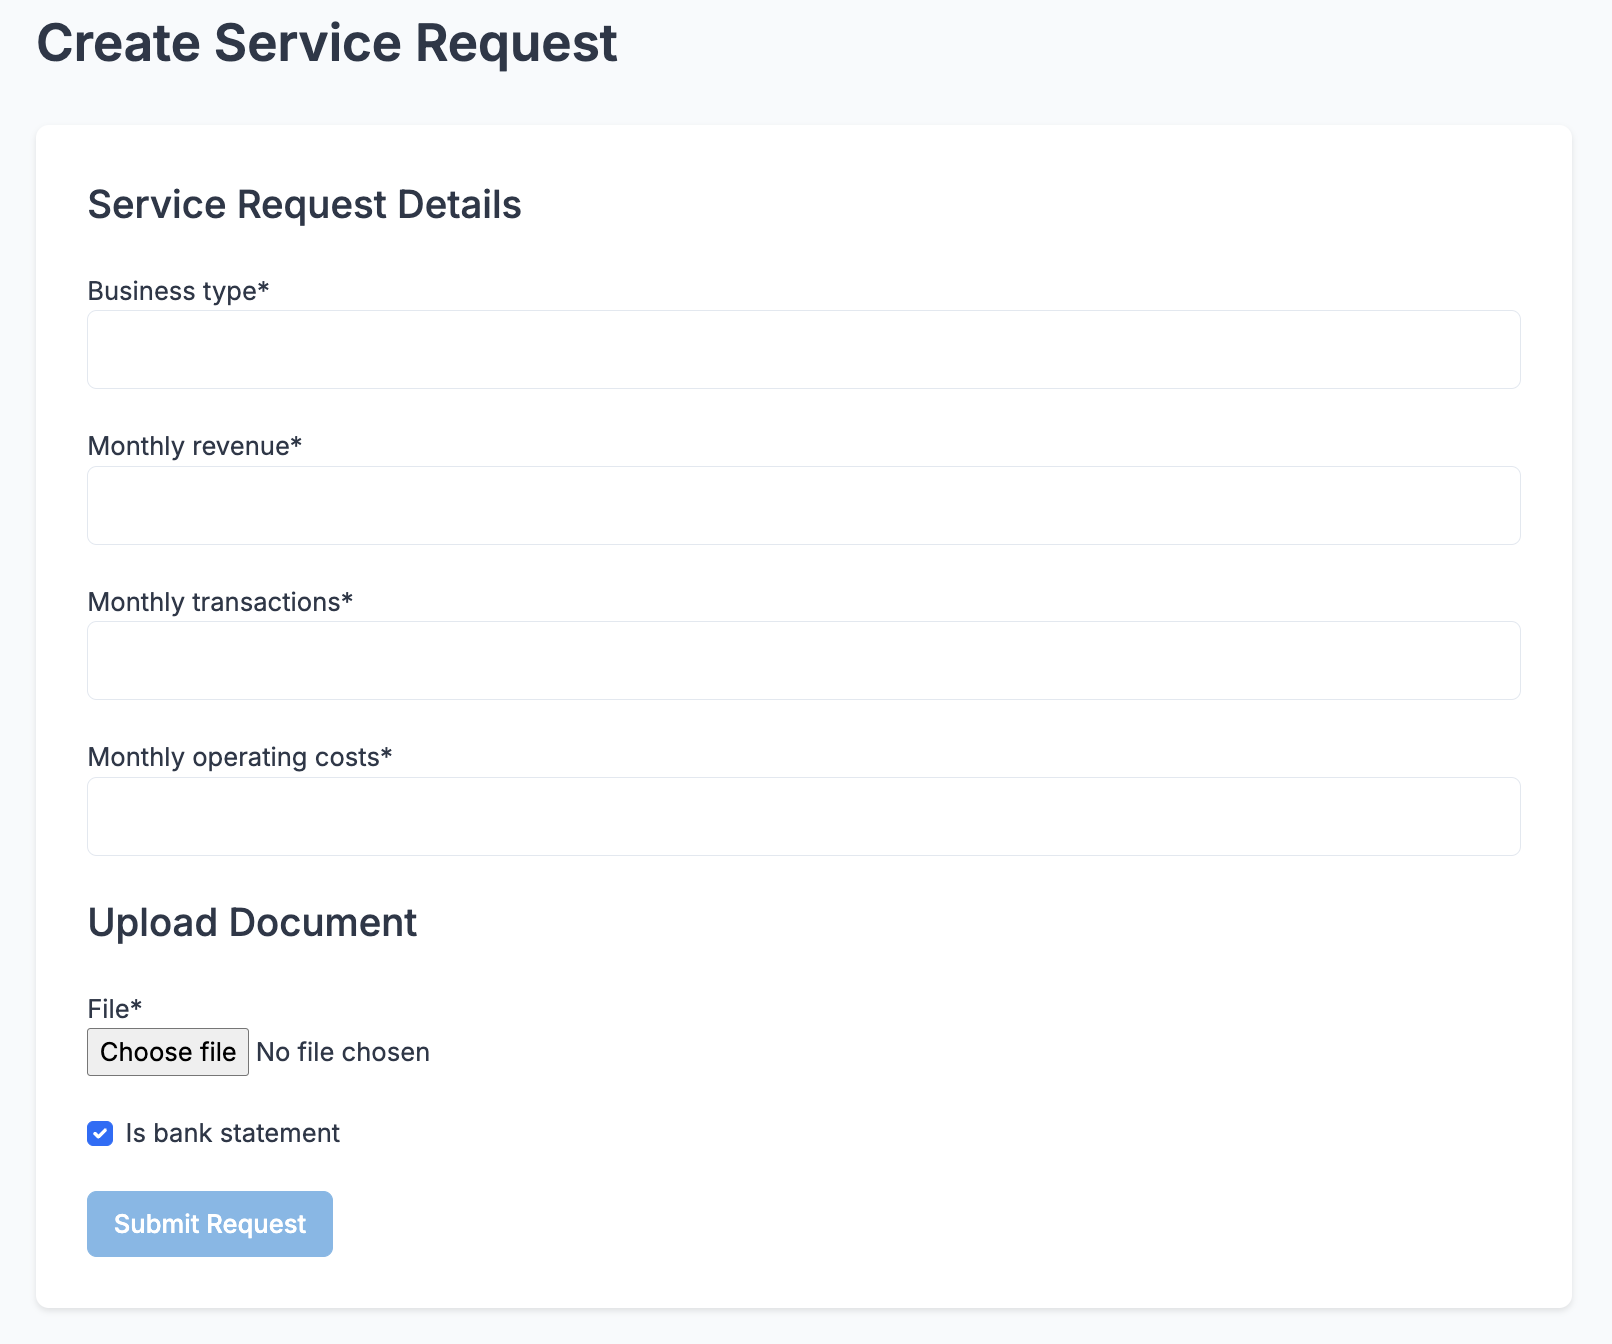 Create Service Request
Service Request Details
Business type*
Monthly revenue*
Monthly transactions*
Monthly operating costs*
Upload Document
File*
Choose file No file chosen
Is bank statement
Submit Request